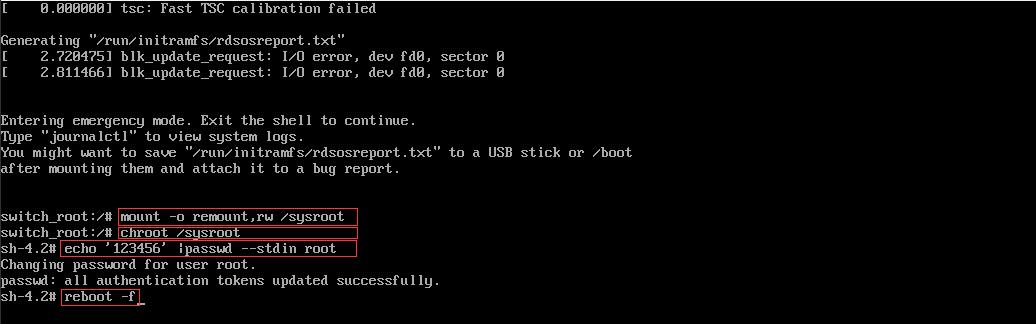 [    0.000000] tsc: Fast TSC calibration failed
Generating "/run/initramfs/rdsosreport.txt"
[    2.720475] blk_update_request: I/O error, dev fd0, sector 0
[    2.811466] blk_update_request: I/O error, dev fd0, sector 0
Entering emergency mode. Exit the shell to continue.
Type "journalctl" to view system logs.
You might want to save "/run/initramfs/rdsosreport.txt" to a USB stick or /boot
after mounting them and attach it to a bug report.
switch_root:/# mount -o remount,rw /sysroot
switch_root:/# chroot /sysroot
sh-4.2# echo '123456' |passwd --stdin root
Changing password for user root.
passwd: all authentication tokens updated successfully.
sh-4.2# reboot -f_